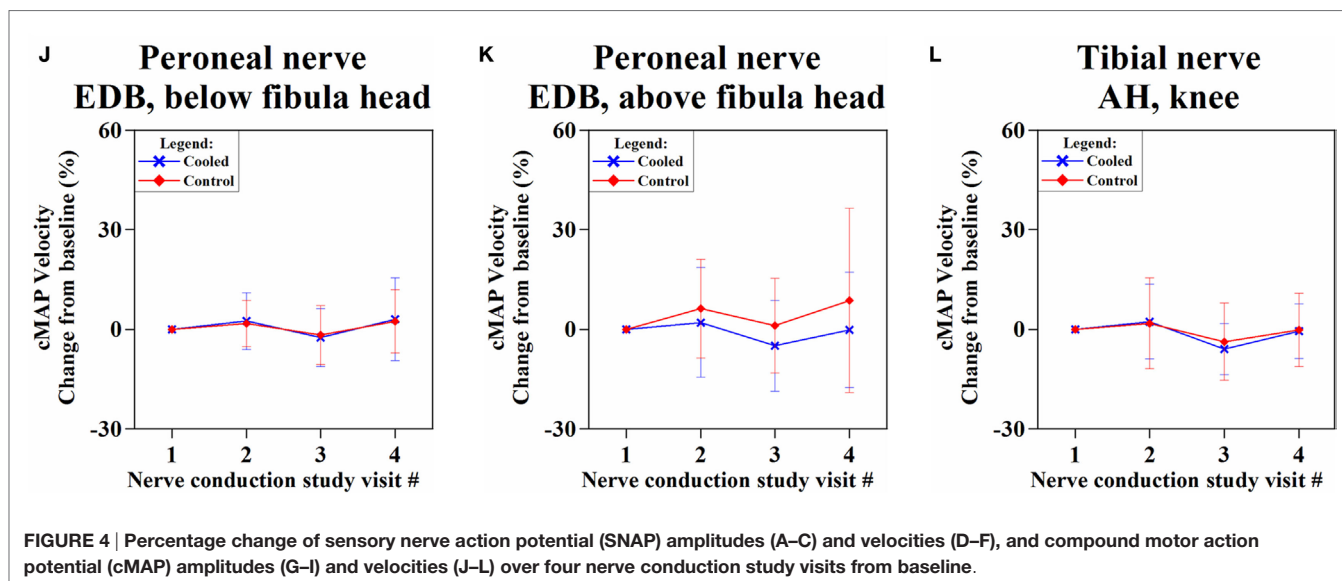 J
Peroneal nerve
EDB, below fibula head
Legend:
Cooled
Control
cMAP Velocity
Change from baseline (%)
60
30
0
-30
1 2 3 4
Nerve conduction study visit #
K
Peroneal nerve
EDB, above fibula head
Legend:
Cooled
Control
cMAP Velocity
Change from baseline (%)
60
30
0
-30
1 2 3 4
Nerve conduction study visit #
L
Tibial nerve
AH, knee
Legend:
Cooled
Control
cMAP Velocity
Change from baseline (%)
60
30
0
-30
1 2 3 4
Nerve conduction study visit #
FIGURE 4 | Percentage change of sensory nerve action potential (SNAP) amplitudes (A–C) and velocities (D–F), and compound motor action
potential (cMAP) amplitudes (G–I) and velocities (J–L) over four nerve conduction study visits from baseline.